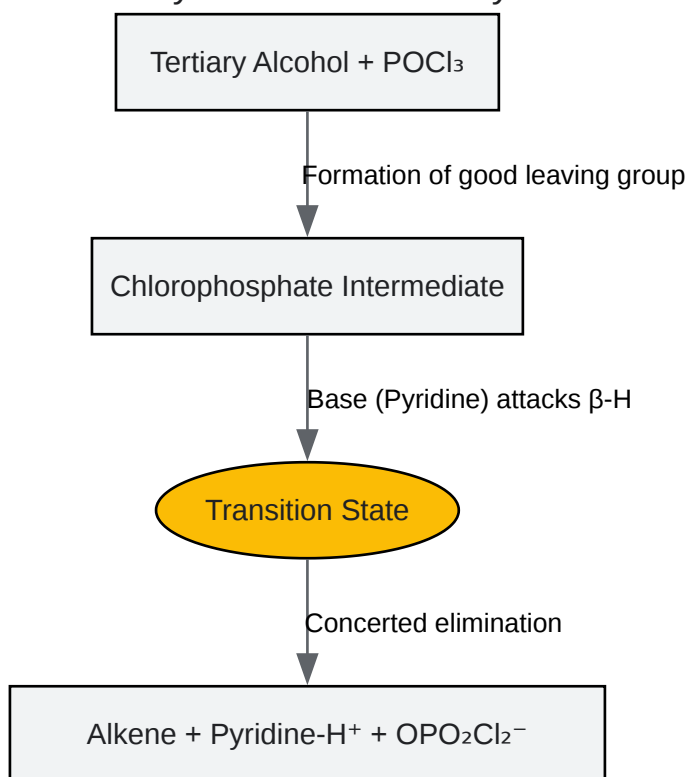 Tertiary Alcohol + POCl₃
Formation of good leaving group
Chlorophosphate Intermediate
Base (Pyridine) attacks β-H
Transition State
Concerted elimination
Alkene + Pyridine-H⁺ + OPO₂Cl₂⁻